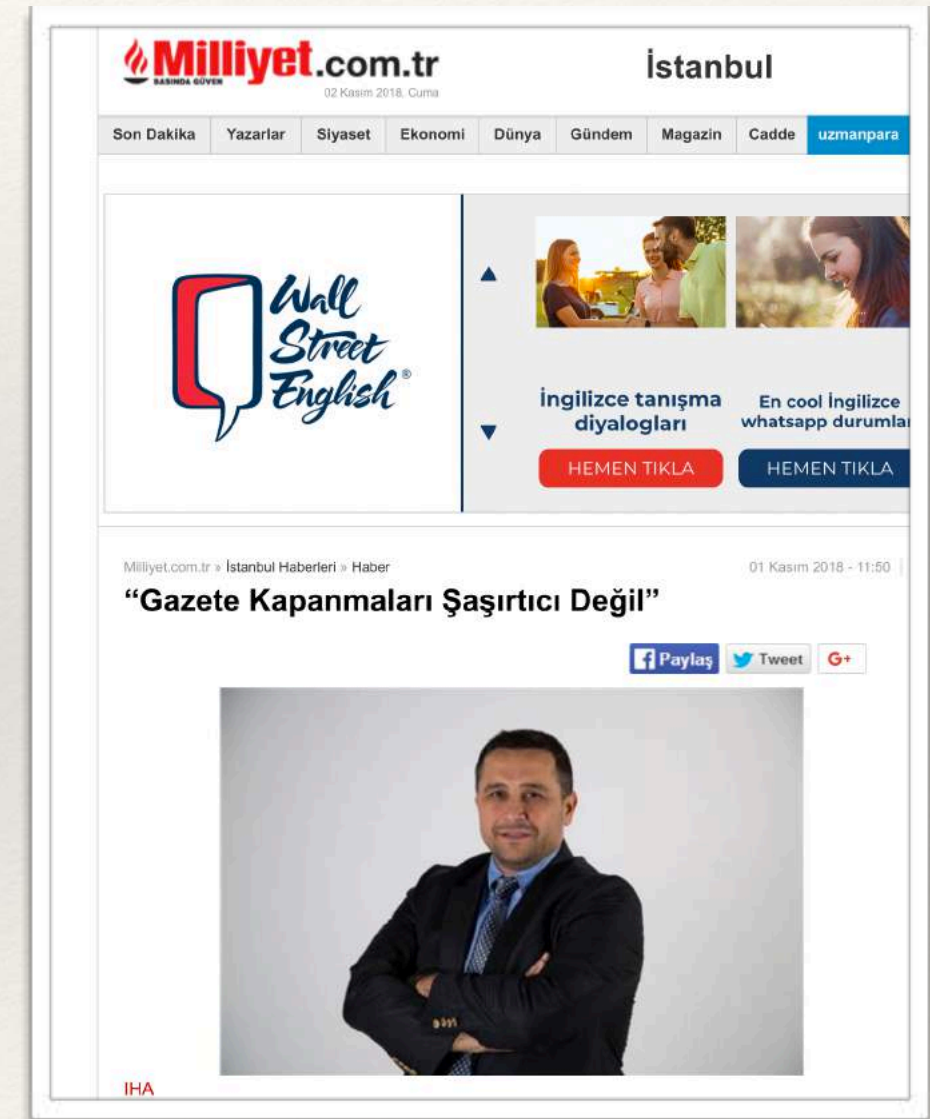 Milliyet.com.tr
BASINDA GÜVEN
02 Kasım 2018, Cuma
İstanbul
Son Dakika Yazarlar Siyaset Ekonomi Dünya Gündem Magazin Cadde uzmanpara
Wall
Street
English®
İngilizce tanışma
diyalogları
HEMEN TIKLA
En cool İngilizce
whatsapp durumlar
HEMEN TIKLA
Milliyet.com.tr » İstanbul Haberleri » Haber
01 Kasım 2018 - 11:50
“Gazete Kapanmaları Şaşırtıcı Değil”
f Paylaş Tweet G+
IHA